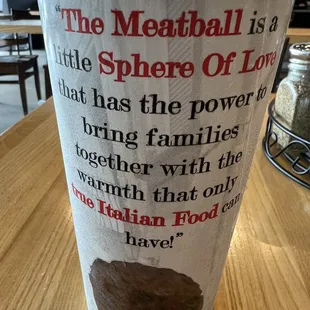 "The Meatball is a
little Sphere Of Love
that has the power to
bring families
together with the
warmth that only
true Italian Food can
have!"